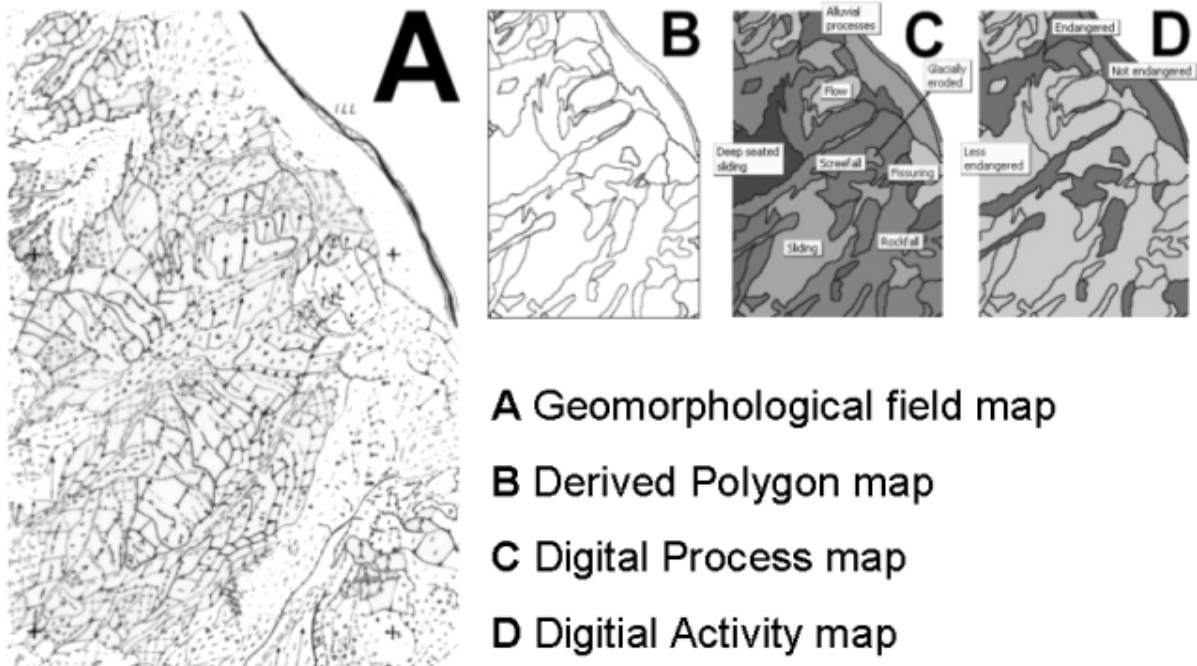 A
ILL
B
C
Alluvial
processes
Glacially
eroded
Flow
Deep seated
sliding
Screefall
Fissuring
Sliding
Rockfall
D
Endangered
Not endangered
Less
endangered
A Geomorphological field map
B Derived Polygon map
C Digital Process map
D Digitial Activity map